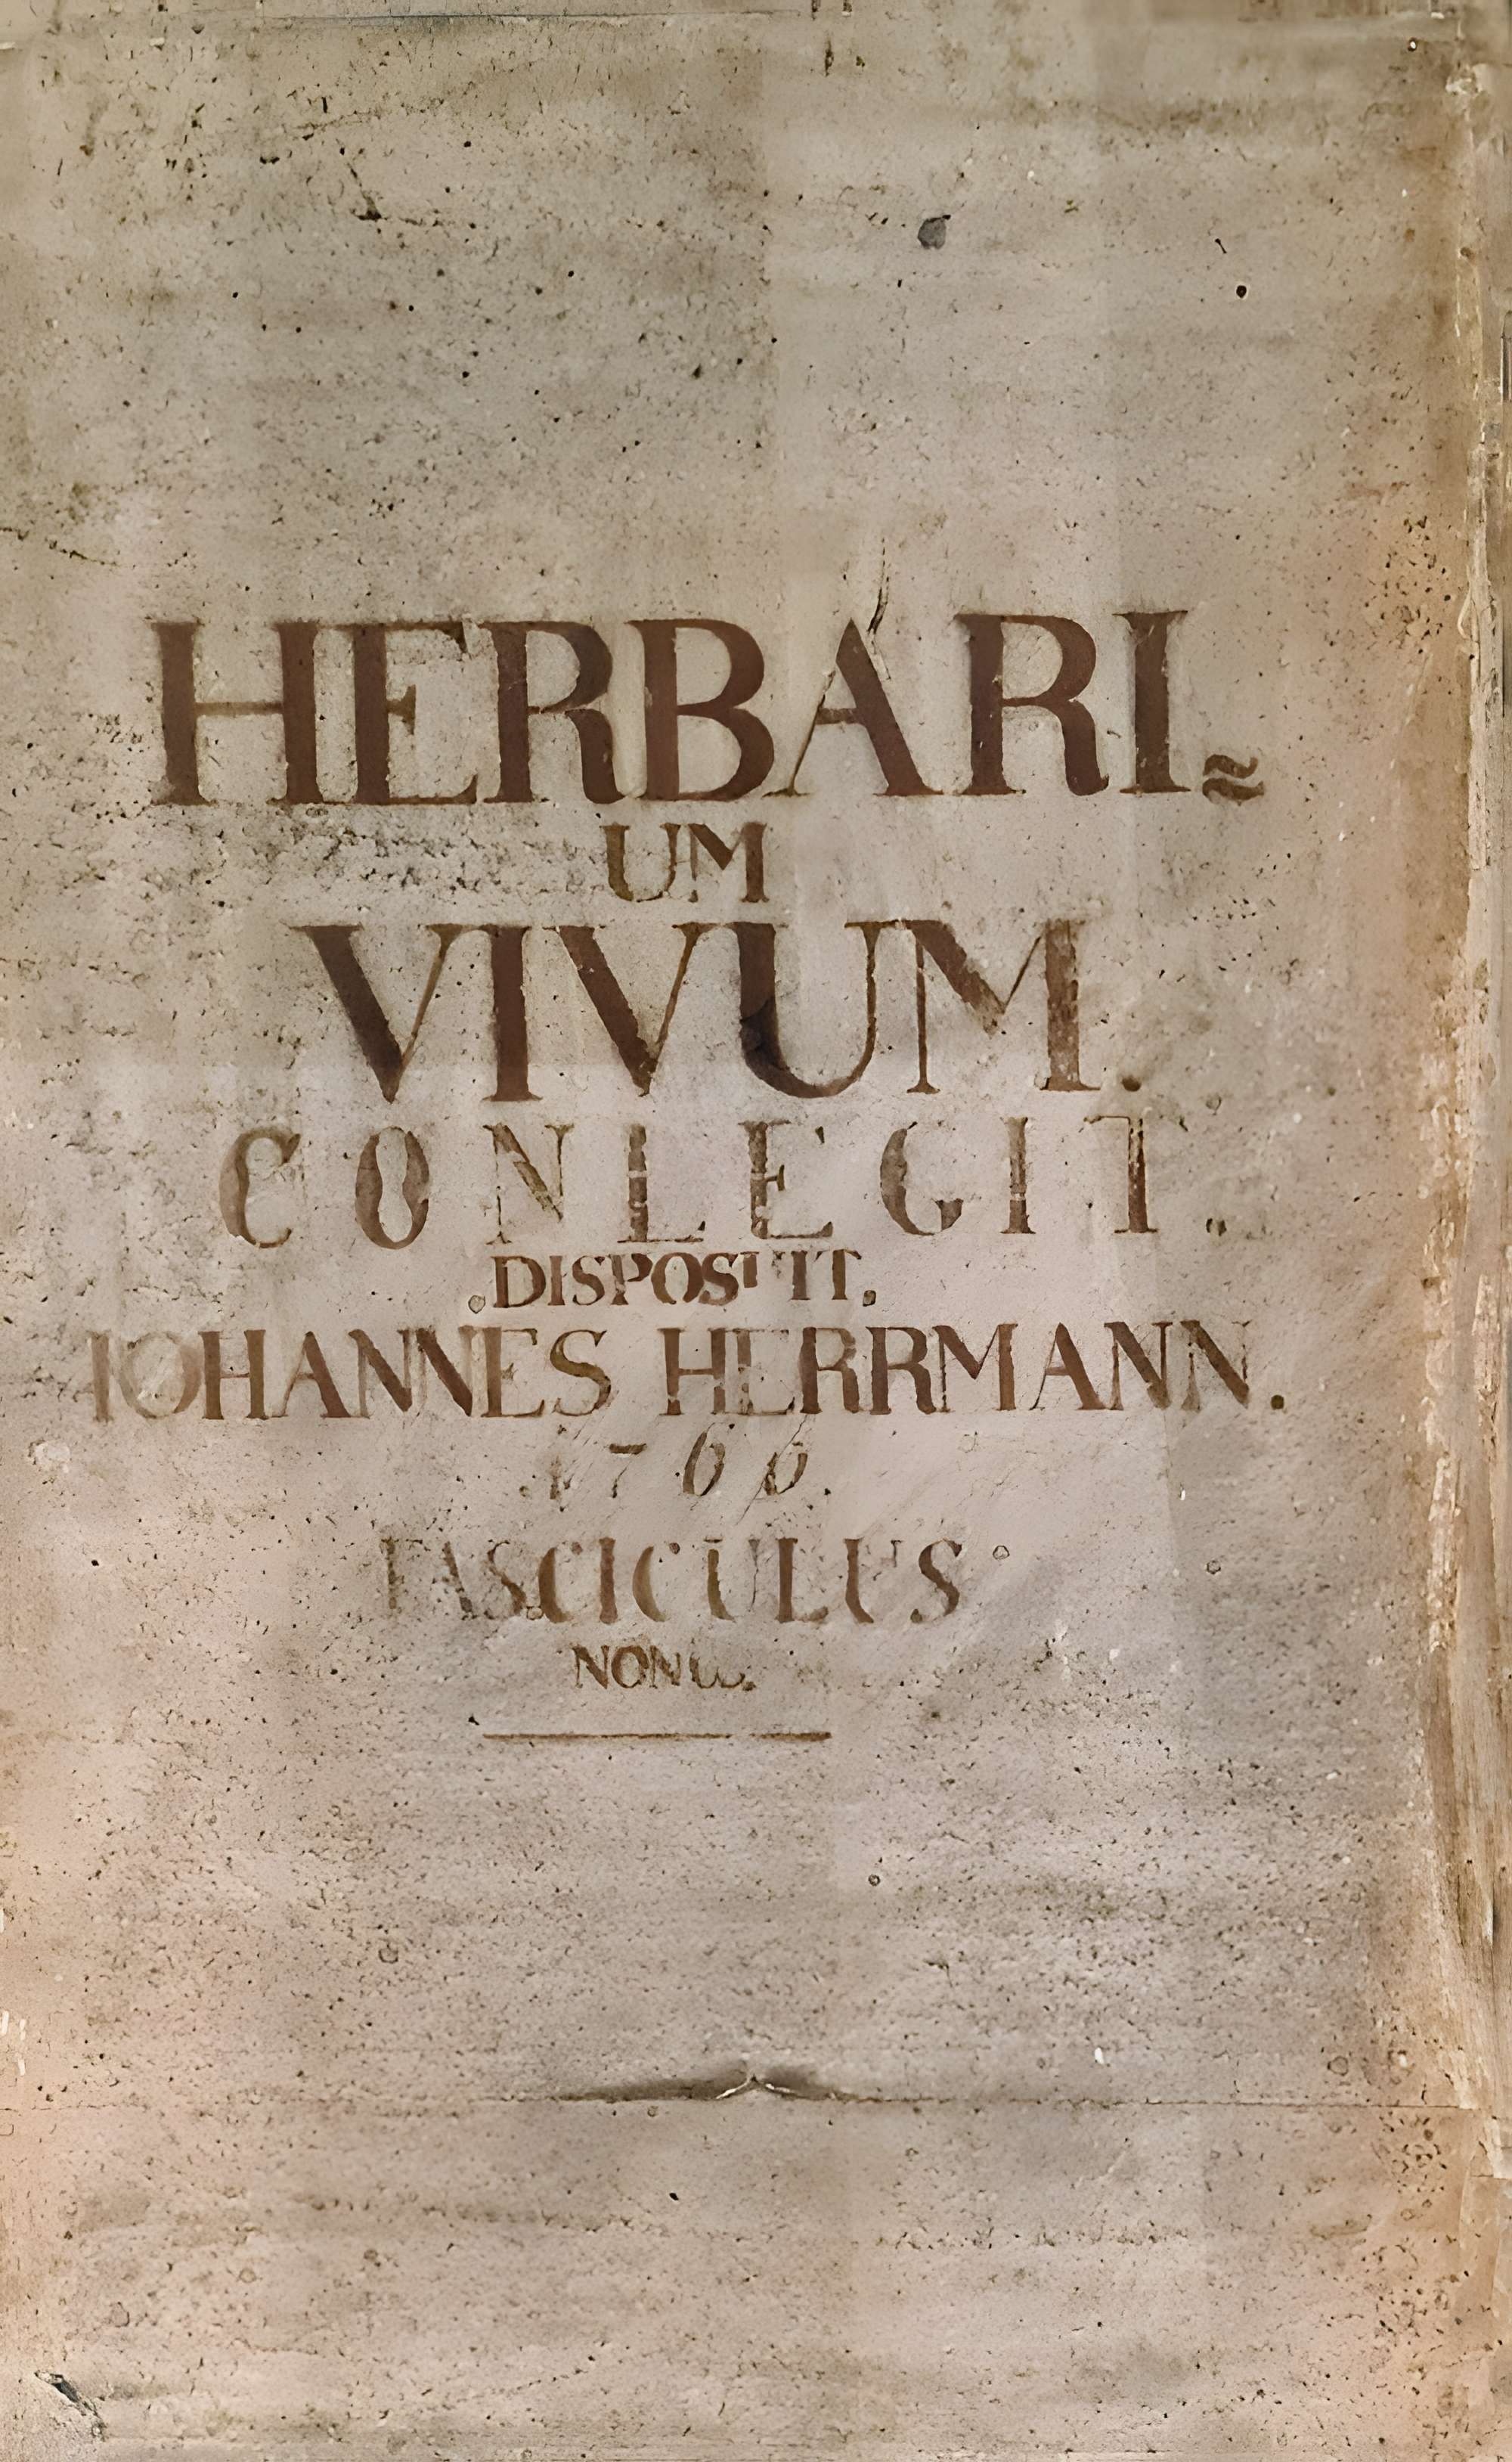 HERBARI≈
UM
VIVUM.
CONLEGIT.
.DISPOSUIT.
IOHANNES HERRMANN.
.1766.
FASCICULUS